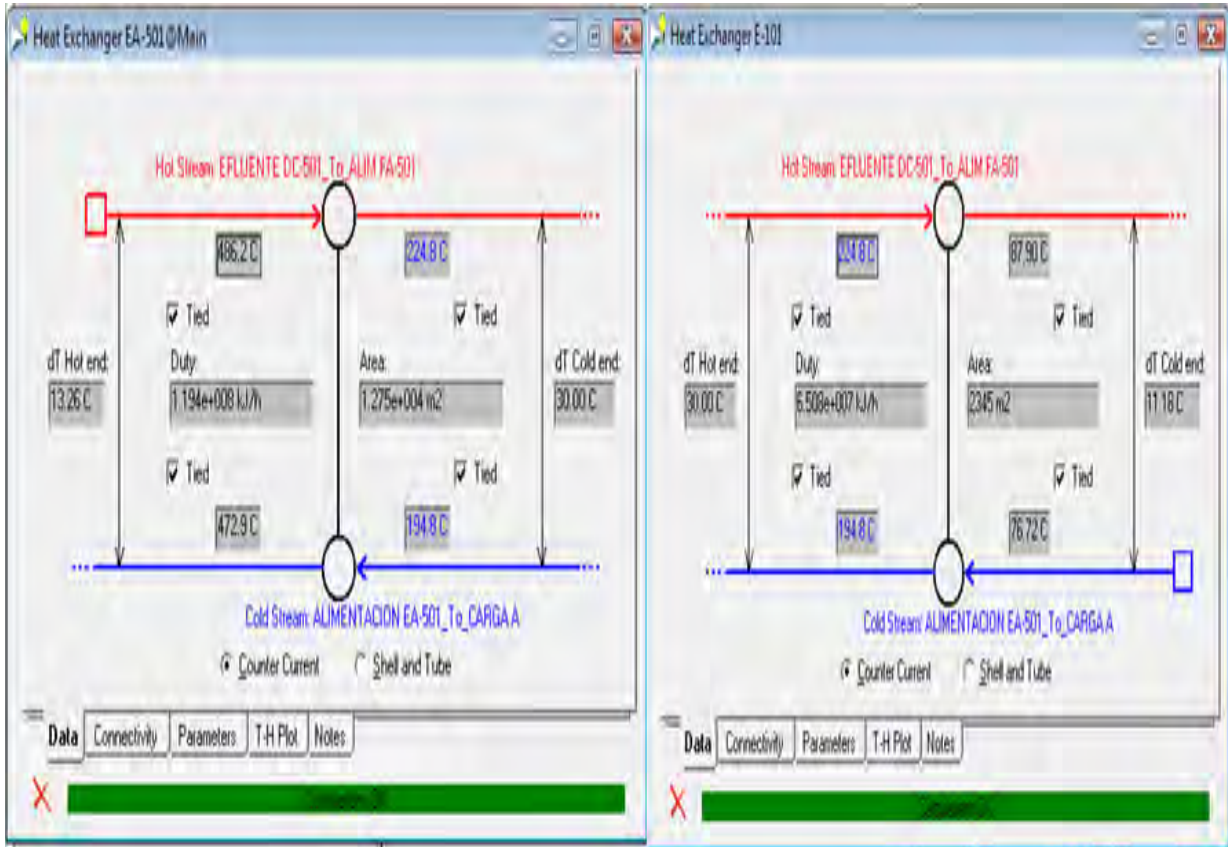 Heat Exchanger EA-501@Main
Hot Stream: EFLUENTE DC-501_To_ALIM FA-501
486.2 C
224.8 C
Tied
Tied
dT Hot end:
Duty:
Area:
dT Cold end:
13.26 C
1.194e+008 kJ/h
1.275e+004 m2
30.00 C
Tied
Tied
472.9 C
194.8 C
Cold Stream: ALIMENTACION EA-501_To_CARGA A
Counter Current
Shell and Tube
Data
Connectivity
Parameters
T-H Plot
Notes
Heat Exchanger E-101
Hot Stream: EFLUENTE DC-501_To_ALIM FA-501
224.8 C
87.90 C
Tied
Tied
dT Hot end:
Duty:
Area:
dT Cold end:
30.00 C
6.508e+007 kJ/h
2345 m2
11.18 C
Tied
Tied
194.8 C
76.72 C
Cold Stream: ALIMENTACION EA-501_To_CARGA A
Counter Current
Shell and Tube
Data
Connectivity
Parameters
T-H Plot
Notes